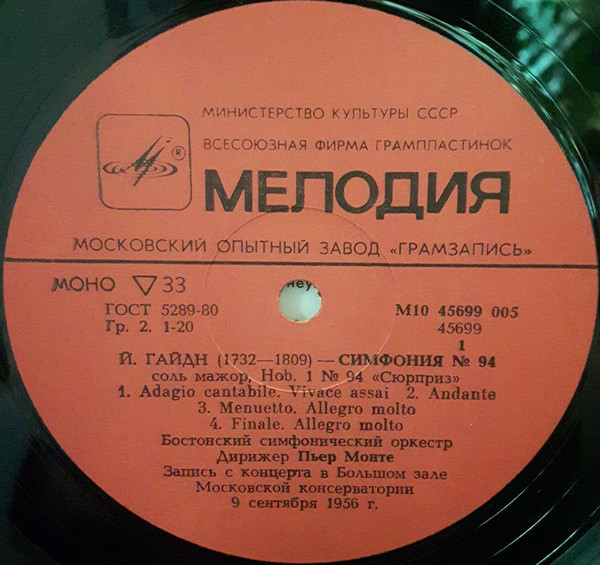 МИНИСТЕРСТВО КУЛЬТУРЫ СССР
®
ВСЕСОЮЗНАЯ ФИРМА ГРАМПЛАСТИНОК
МЕЛОДИЯ
МОСКОВСКИЙ ОПЫТНЫЙ ЗАВОД «ГРАМЗАПИСЬ»
МОНО ▽ 33
ГОСТ 5289-80 М10 45699 005
Гр. 2. 1-20 45699
1
Й. ГАЙДН (1732—1809) — СИМФОНИЯ № 94
соль мажор, Hob. 1 № 94 «Сюрприз»
1. Adagio cantabile. Vivace assai 2. Andante
3. Menuetto. Allegro molto
4. Finale. Allegro molto
Бостонский симфонический оркестр
Дирижер Пьер Монте
Запись с концерта в Большом зале
Московской консерватории
9 сентября 1956 г.